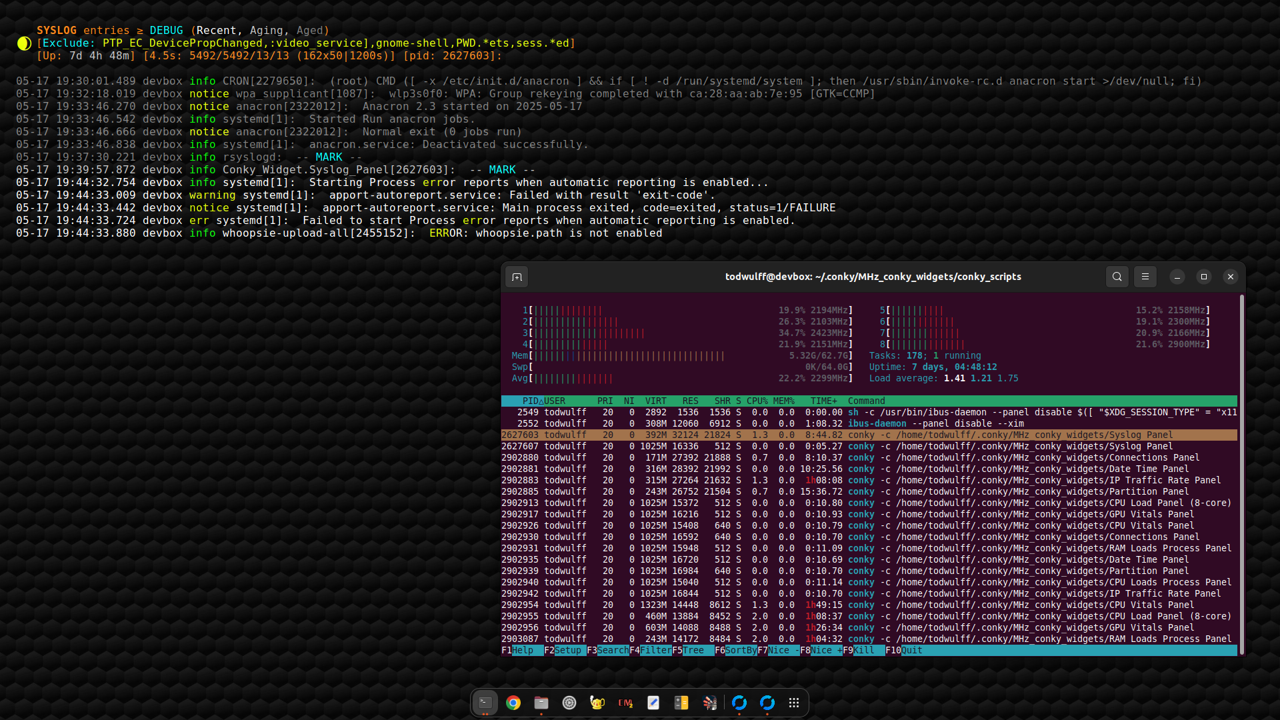 SYSLOG entries ≥ DEBUG (Recent, Aging, Aged)
[Exclude: PTP_EC_DevicePropChanged,:video_service],gnome-shell,PWD.*ets,sess.*ed]
[Up: 7d 4h 48m] [4.5s: 5492/5492/13/13 (162x50|1200s)] [pid: 2627603]:
05-17 19:30:01.489 devbox info CRON[2279650]:  (root) CMD ([ -x /etc/init.d/anacron ] && if [ ! -d /run/systemd/system ]; then /usr/sbin/invoke-rc.d anacron start >/dev/null; fi)
05-17 19:32:18.019 devbox notice wpa_supplicant[1087]:  wlp3s0f0: WPA: Group rekeying completed with ca:28:aa:ab:7e:95 [GTK=CCMP]
05-17 19:33:46.270 devbox notice anacron[2322012]:  Anacron 2.3 started on 2025-05-17
05-17 19:33:46.542 devbox info systemd[1]:  Started Run anacron jobs.
05-17 19:33:46.666 devbox notice anacron[2322012]:  Normal exit (0 jobs run)
05-17 19:33:46.838 devbox info systemd[1]:  anacron.service: Deactivated successfully.
05-17 19:37:30.221 devbox info rsyslogd:  -- MARK --
05-17 19:39:57.872 devbox info Conky_Widget.Syslog_Panel[2627603]:  -- MARK --
05-17 19:44:32.754 devbox info systemd[1]:  Starting Process error reports when automatic reporting is enabled...
05-17 19:44:33.009 devbox warning systemd[1]:  apport-autoreport.service: Failed with result 'exit-code'.
05-17 19:44:33.442 devbox notice systemd[1]:  apport-autoreport.service: Main process exited, code=exited, status=1/FAILURE
05-17 19:44:33.724 devbox err systemd[1]:  Failed to start Process error reports when automatic reporting is enabled.
05-17 19:44:33.880 devbox info whoopsie-upload-all[2455152]:  ERROR: whoopsie.path is not enabled
todwulff@devbox: ~/.conky/MHz_conky_widgets/conky_scripts
1[||||||||||||||||| 19.9% 2194MHz] 5[|||||||||||| 15.2% 2158MHz]
2[||||||||||||||||||||| 26.3% 2103MHz] 6[||||||||||||||| 19.1% 2300MHz]
3[||||||||||||||||||||||||||| 34.7% 2423MHz] 7[|||||||||||||||| 20.9% 2166MHz]
4[|||||||||||||||||| 21.9% 2151MHz] 8[||||||||||||||||| 21.6% 2900MHz]
Mem[||||||||||||||||||||||||||||||||||||||||||||| 5.32G/62.7G] Tasks: 178; 1 running
Swp[ 0K/64.0G] Uptime: 7 days, 04:48:12
Avg[||||||||||||||||||| 22.2% 2299MHz] Load average: 1.41 1.21 1.75
PID△USER PRI NI VIRT RES SHR S CPU% MEM% TIME+ Command
2549 todwulff 20 0 2892 1536 1536 S 0.0 0.0 0:00.00 sh -c /usr/bin/ibus-daemon --panel disable $([ "$XDG_SESSION_TYPE" = "x11
2552 todwulff 20 0 308M 12060 6912 S 0.0 0.0 1:08.32 ibus-daemon --panel disable --xim
2627603 todwulff 20 0 392M 32124 21824 S 1.3 0.0 8:44.82 conky -c /home/todwulff/.conky/MHz_conky_widgets/Syslog Panel
2627607 todwulff 20 0 1025M 16336 512 S 0.0 0.0 0:05.27 conky -c /home/todwulff/.conky/MHz_conky_widgets/Syslog Panel
2902880 todwulff 20 0 171M 27392 21888 S 0.7 0.0 8:10.37 conky -c /home/todwulff/.conky/MHz_conky_widgets/Connections Panel
2902881 todwulff 20 0 316M 28392 21992 S 0.0 0.0 10:25.56 conky -c /home/todwulff/.conky/MHz_conky_widgets/Date Time Panel
2902883 todwulff 20 0 315M 27264 21632 S 1.3 0.0 1h08:08 conky -c /home/todwulff/.conky/MHz_conky_widgets/IP Traffic Rate Panel
2902885 todwulff 20 0 243M 26752 21504 S 0.7 0.0 15:36.72 conky -c /home/todwulff/.conky/MHz_conky_widgets/Partition Panel
2902913 todwulff 20 0 1025M 15372 512 S 0.0 0.0 0:10.80 conky -c /home/todwulff/.conky/MHz_conky_widgets/CPU Load Panel (8-core)
2902917 todwulff 20 0 1025M 16216 512 S 0.0 0.0 0:10.93 conky -c /home/todwulff/.conky/MHz_conky_widgets/GPU Vitals Panel
2902926 todwulff 20 0 1025M 15408 640 S 0.0 0.0 0:10.79 conky -c /home/todwulff/.conky/MHz_conky_widgets/CPU Vitals Panel
2902930 todwulff 20 0 1025M 16592 640 S 0.0 0.0 0:10.70 conky -c /home/todwulff/.conky/MHz_conky_widgets/Connections Panel
2902931 todwulff 20 0 1025M 15948 512 S 0.0 0.0 0:11.09 conky -c /home/todwulff/.conky/MHz_conky_widgets/RAM Loads Process Panel
2902935 todwulff 20 0 1025M 16720 512 S 0.0 0.0 0:10.69 conky -c /home/todwulff/.conky/MHz_conky_widgets/Date Time Panel
2902939 todwulff 20 0 1025M 16984 640 S 0.0 0.0 0:10.70 conky -c /home/todwulff/.conky/MHz_conky_widgets/Partition Panel
2902940 todwulff 20 0 1025M 15040 512 S 0.0 0.0 0:11.14 conky -c /home/todwulff/.conky/MHz_conky_widgets/CPU Loads Process Panel
2902942 todwulff 20 0 1025M 16844 512 S 0.0 0.0 0:10.70 conky -c /home/todwulff/.conky/MHz_conky_widgets/IP Traffic Rate Panel
2902954 todwulff 20 0 1323M 14448 8612 S 1.3 0.0 1h49:15 conky -c /home/todwulff/.conky/MHz_conky_widgets/CPU Vitals Panel
2902955 todwulff 20 0 460M 13884 8452 S 2.0 0.0 1h08:37 conky -c /home/todwulff/.conky/MHz_conky_widgets/CPU Load Panel (8-core)
2902956 todwulff 20 0 603M 14088 8488 S 2.0 0.0 1h26:34 conky -c /home/todwulff/.conky/MHz_conky_widgets/GPU Vitals Panel
2903087 todwulff 20 0 243M 14172 8484 S 2.0 0.0 1h04:32 conky -c /home/todwulff/.conky/MHz_conky_widgets/RAM Loads Process Panel
F1Help F2Setup F3SearchF4FilterF5Tree F6SortByF7Nice -F8Nice +F9Kill F10Quit